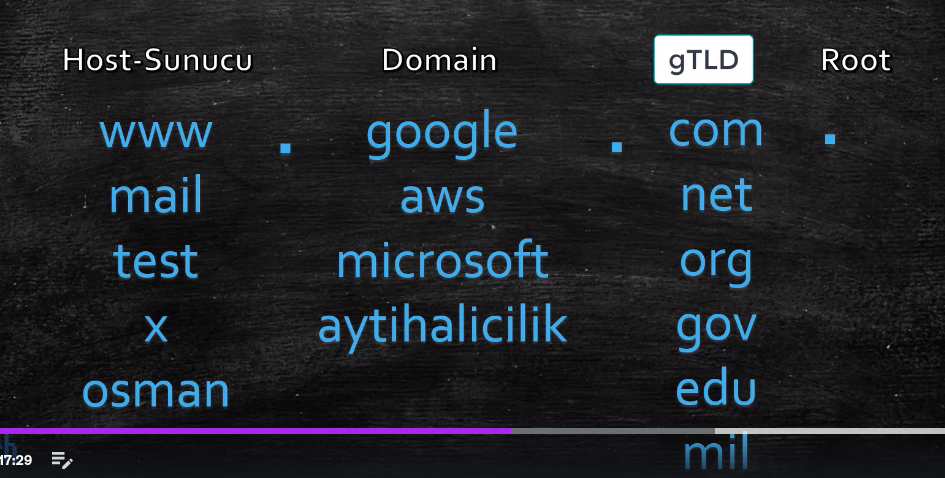 Host-Sunucu Domain gTLD Root
www . google . com .
mail aws net
test microsoft org
x aytihalicilik gov
osman edu
mil
17:29